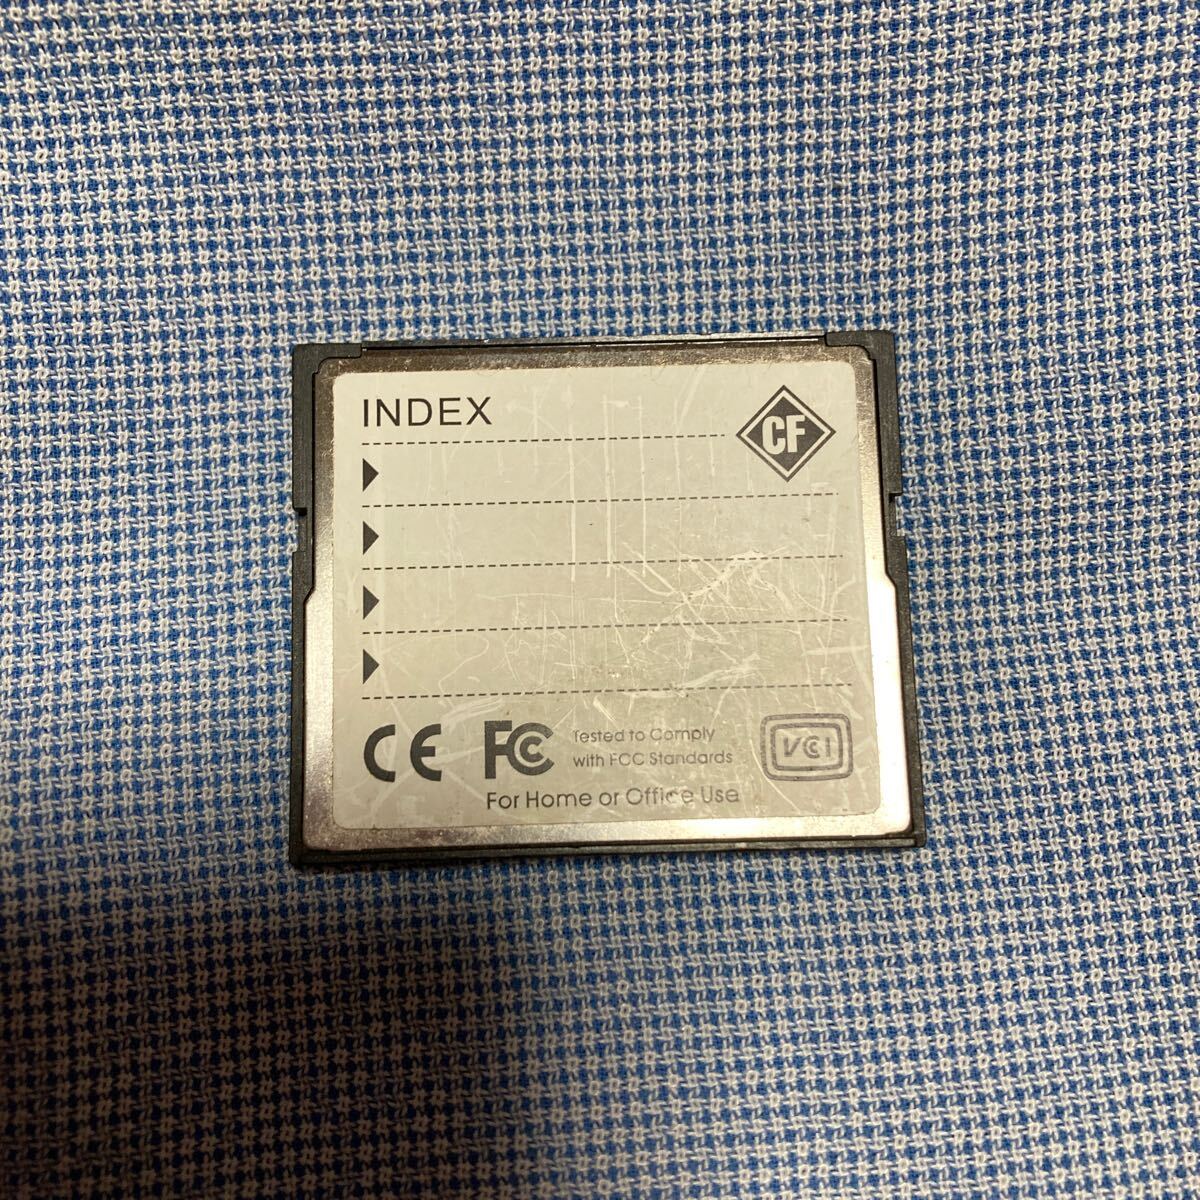 INDEX
CF
CE FC Tested to Comply
with FCC Standards
VCI
For Home or Office Use